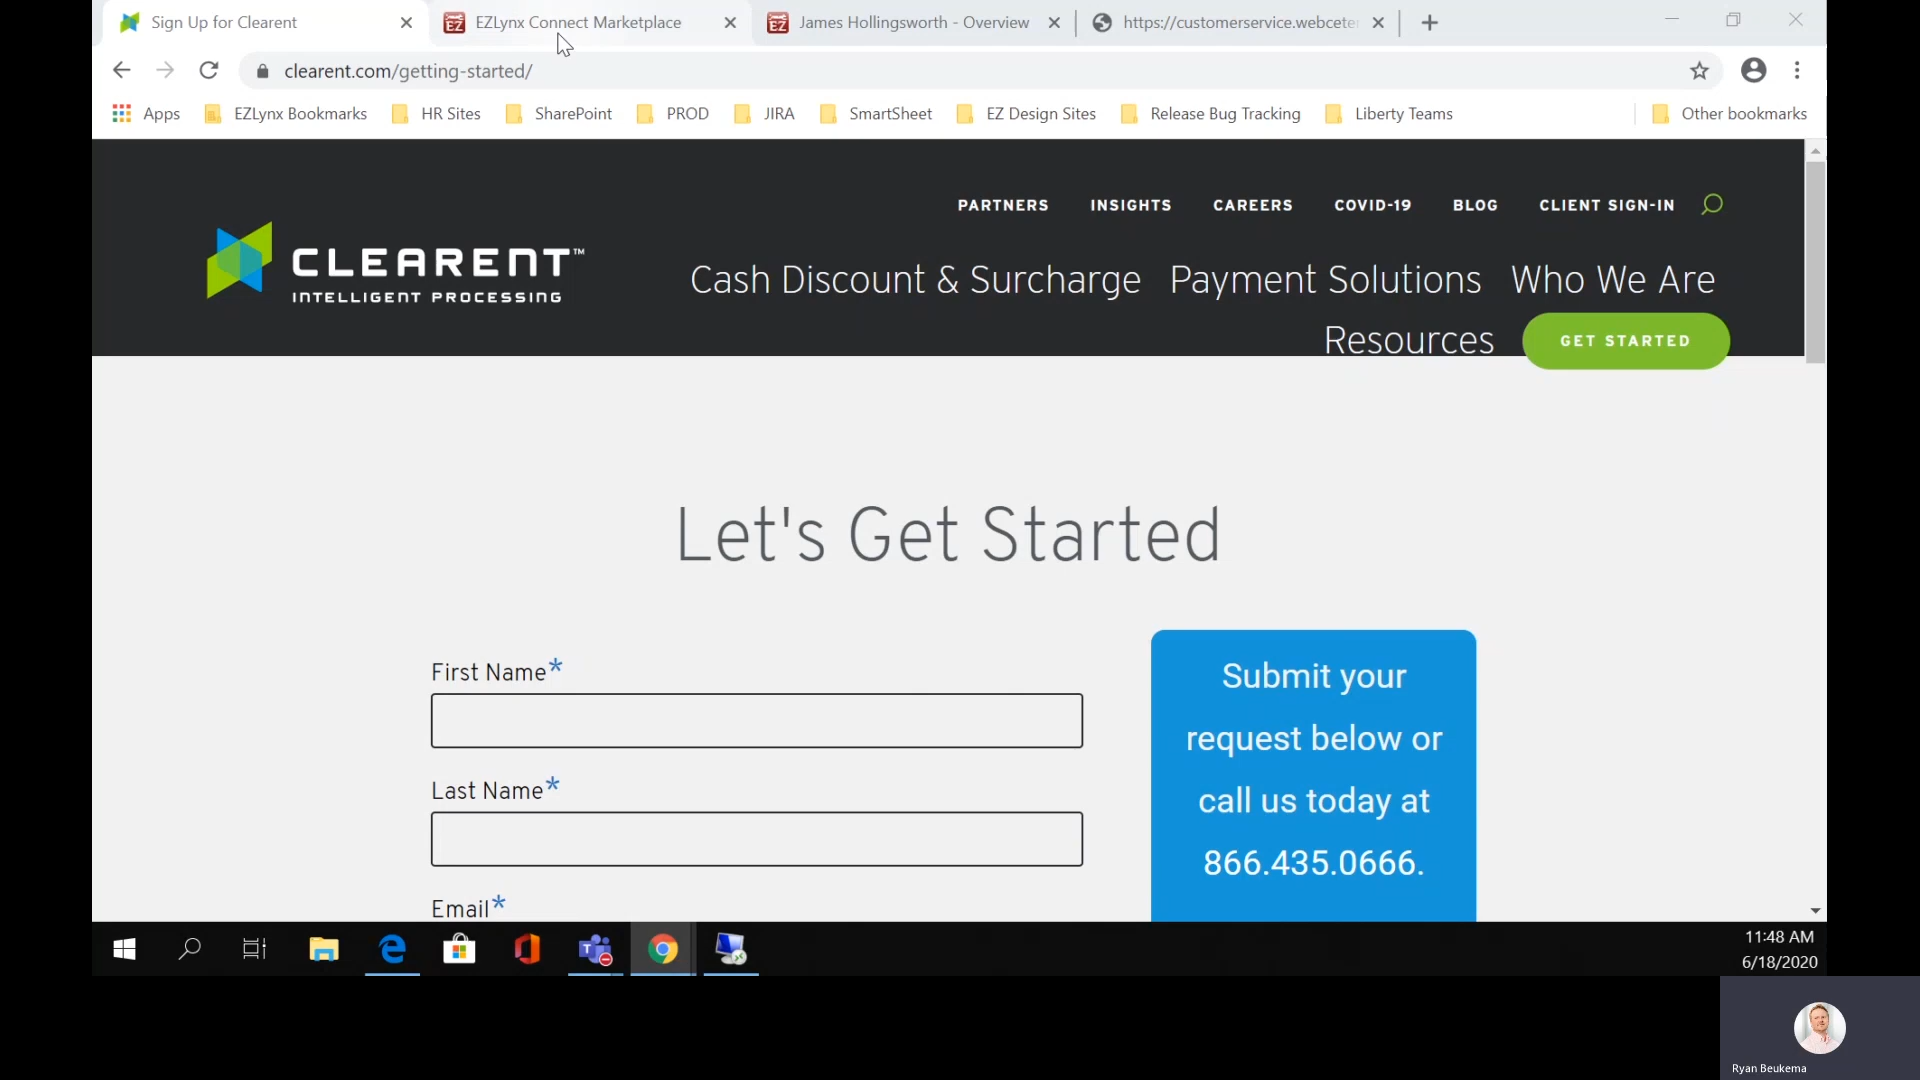 Sign Up for Clearent
EZLynx Connect Marketplace
James Hollingsworth - Overview
https://customerservice.webcete
clearent.com/getting-started/
Apps
EZLynx Bookmarks
HR Sites
SharePoint
PROD
JIRA
SmartSheet
EZ Design Sites
Release Bug Tracking
Liberty Teams
Other bookmarks
PARTNERS
INSIGHTS
CAREERS
COVID-19
BLOG
CLIENT SIGN-IN
CLEARENT™
INTELLIGENT PROCESSING
Cash Discount & Surcharge
Payment Solutions
Who We Are
Resources
GET STARTED
Let's Get Started
First Name*
Last Name*
Email*
Submit your
request below or
call us today at
866.435.0666.
11:48 AM
6/18/2020
Ryan Beukema